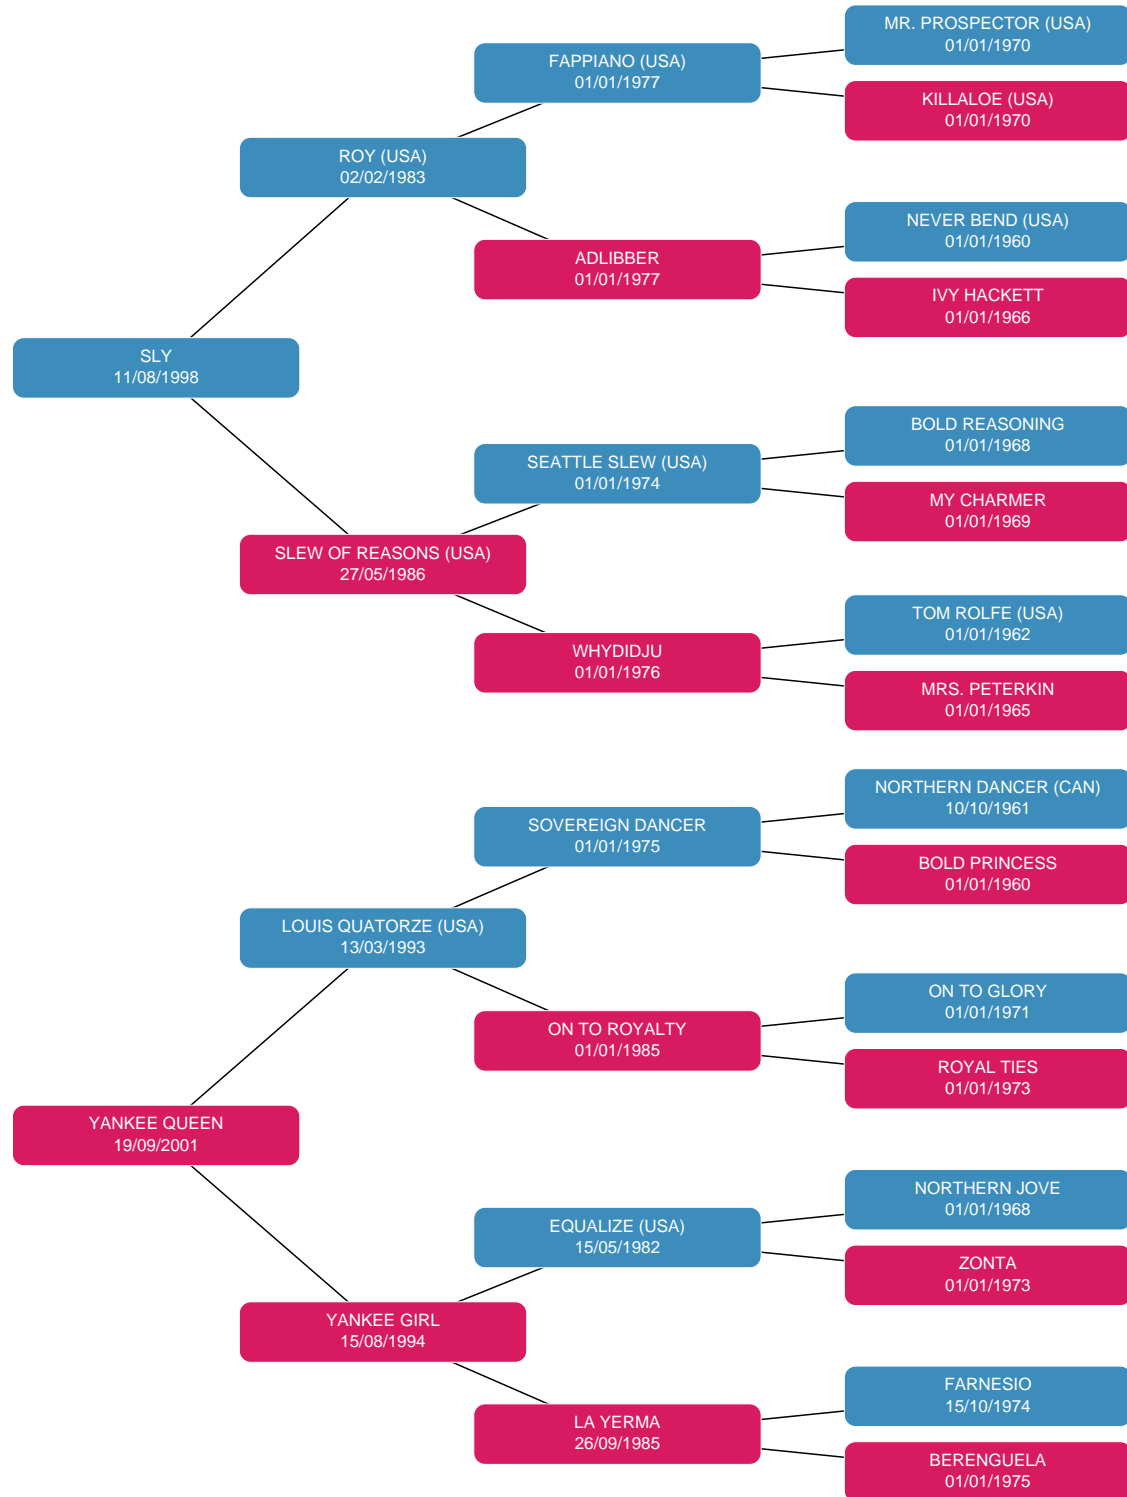 MR. PROSPECTOR (USA)
01/01/1970
FAPPIANO (USA)
01/01/1977
KILLALOE (USA)
01/01/1970
ROY (USA)
02/02/1983
NEVER BEND (USA)
01/01/1960
ADLIBBER
01/01/1977
IVY HACKETT
01/01/1966
SLY
11/08/1998
BOLD REASONING
01/01/1968
SEATTLE SLEW (USA)
01/01/1974
MY CHARMER
01/01/1969
SLEW OF REASONS (USA)
27/05/1986
TOM ROLFE (USA)
01/01/1962
WHYDIDJU
01/01/1976
MRS. PETERKIN
01/01/1965
NORTHERN DANCER (CAN)
10/10/1961
SOVEREIGN DANCER
01/01/1975
BOLD PRINCESS
01/01/1960
LOUIS QUATORZE (USA)
13/03/1993
ON TO GLORY
01/01/1971
ON TO ROYALTY
01/01/1985
ROYAL TIES
01/01/1973
YANKEE QUEEN
19/09/2001
NORTHERN JOVE
01/01/1968
EQUALIZE (USA)
15/05/1982
ZONTA
01/01/1973
YANKEE GIRL
15/08/1994
FARNESIO
15/10/1974
LA YERMA
26/09/1985
BERENGUELA
01/01/1975